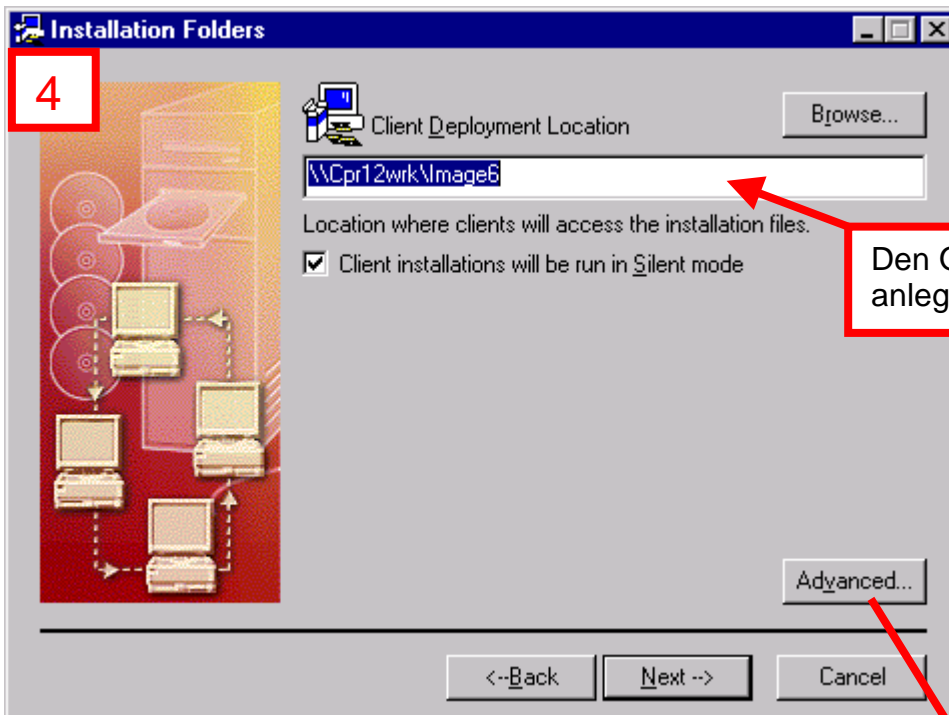 Installation Folders
4
Client Deployment Location
Browse...
\\Cpr12wrk\Image6
Location where clients will access the installation files.
Client installations will be run in Silent mode
Den
Advanced...
<--Back
Next -->
Cancel